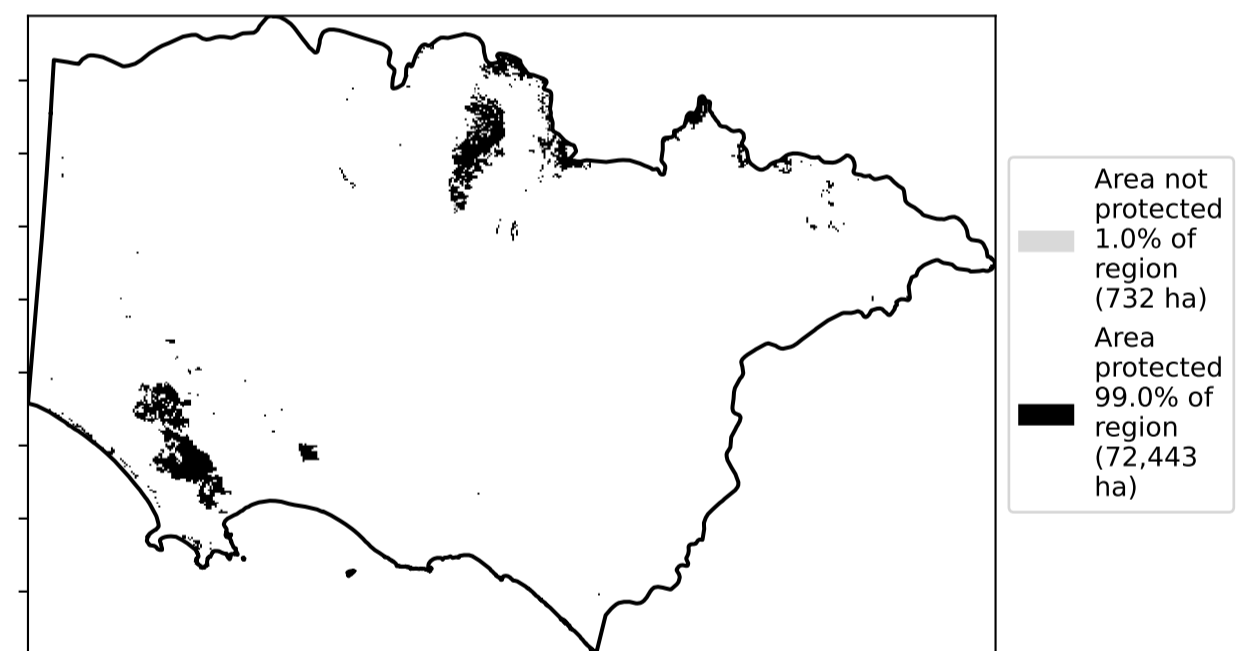 Area not
protected
1.0% of
region
(732 ha)
Area
protected
99.0% of
region
(72,443
ha)